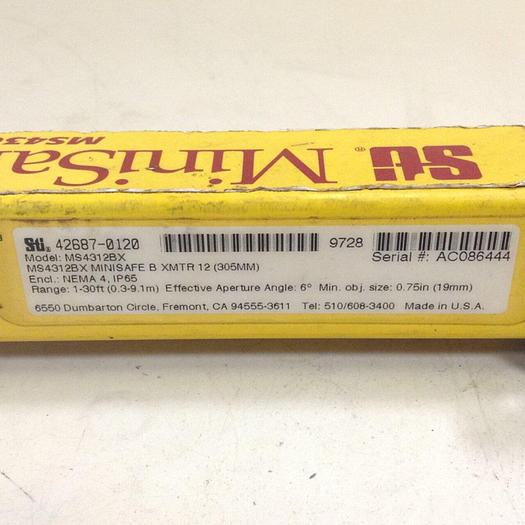 MiniSa
STI ®
MS43
STI® 42687-0120
9728
Serial #: AC086444
Model: MS4312BX
MS4312BX MINISAFE B XMTR 12 (305MM)
Encl.: NEMA 4, IP65
Range: 1-30ft (0.3-9.1m) Effective Aperture Angle: 6° Min. obj. size: 0.75in (19mm)
6550 Dumbarton Circle, Fremont, CA 94555-3611 Tel: 510/608-3400 Made in U.S.A.